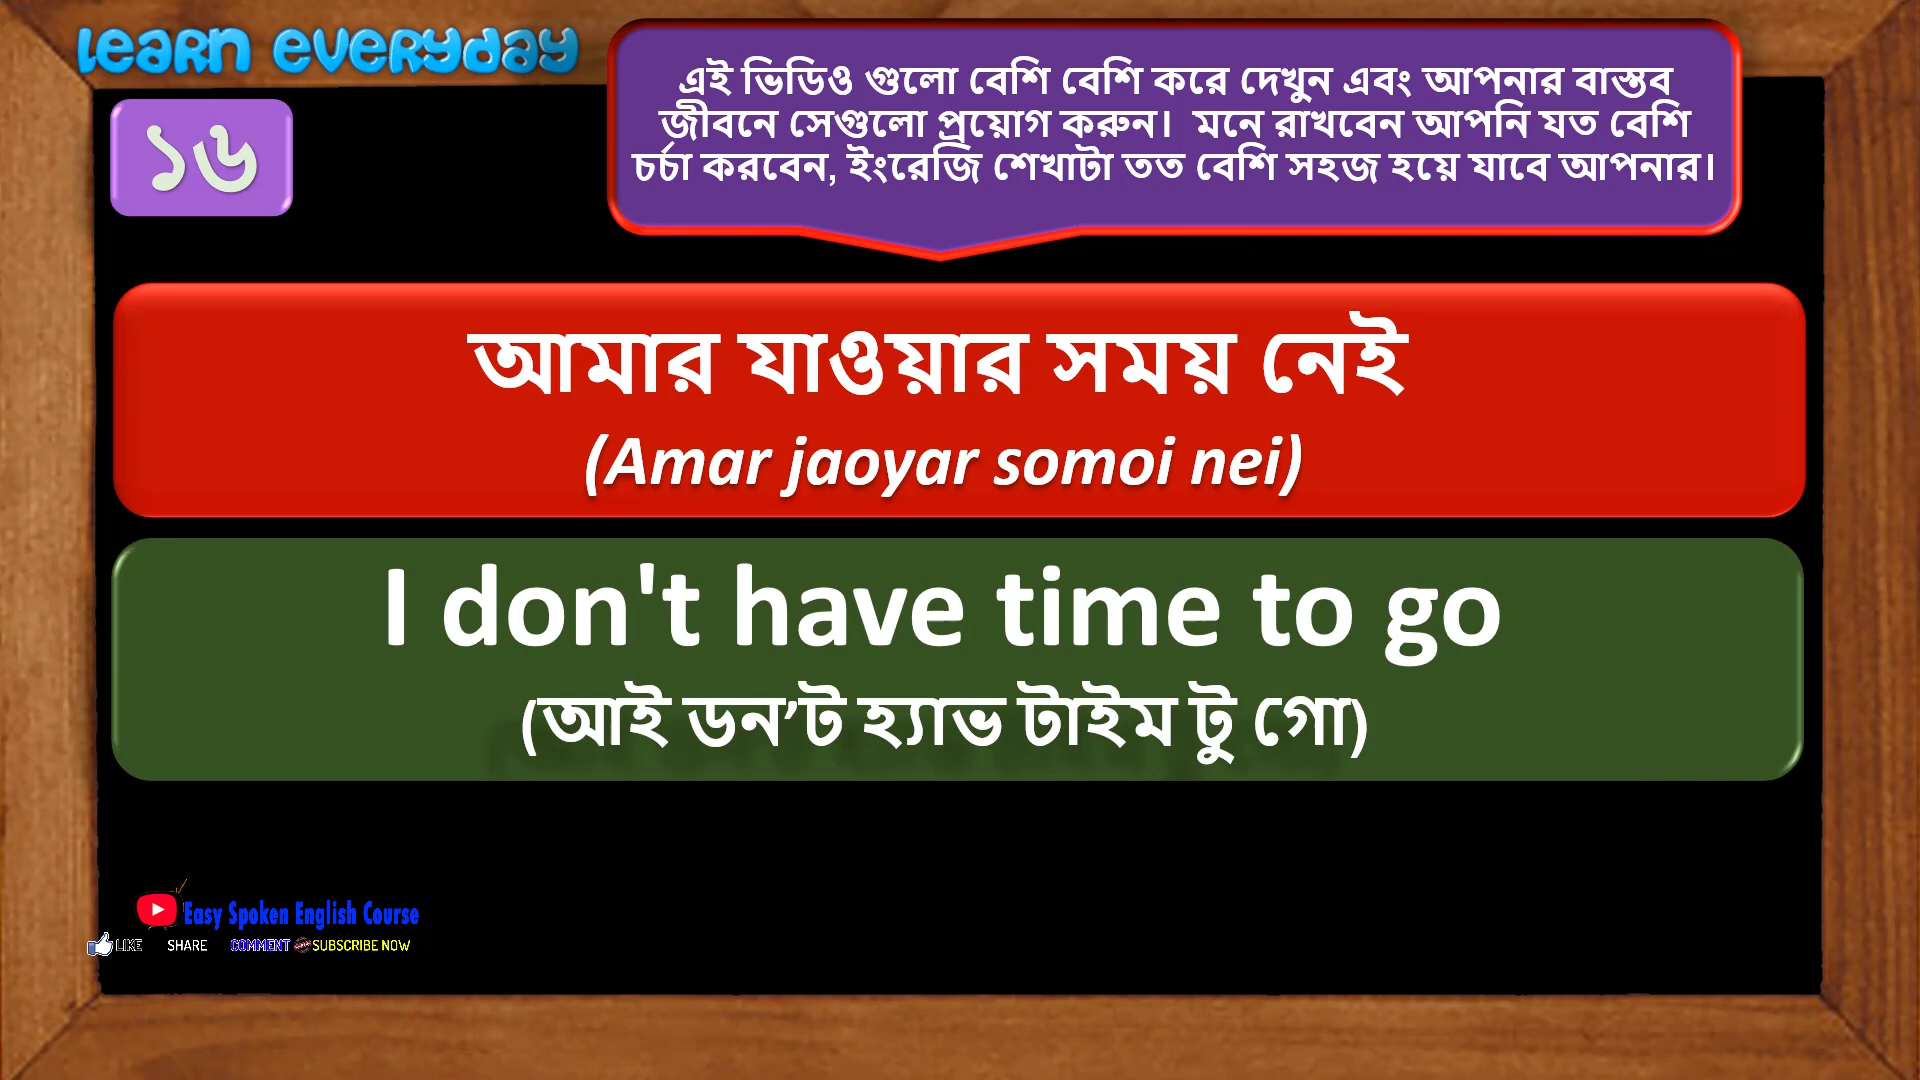 Learn Everyday
১৬
এই ভিডিও গুলো বেশি বেশি করে দেখুন এবং আপনার বাস্তব
জীবনে সেগুলো প্রয়োগ করুন। মনে রাখবেন আপনি যত বেশি
চর্চা করবেন, ইংরেজি শেখাটা তত বেশি সহজ হয়ে যাবে আপনার।
আমার যাওয়ার সময় নেই
(Amar jaoyar somoi nei)
I don't have time to go
(আই ডন’ট হ্যাভ টাইম টু গো)
Easy Spoken English Course
LIKE SHARE COMMENT SUBSCRIBE NOW